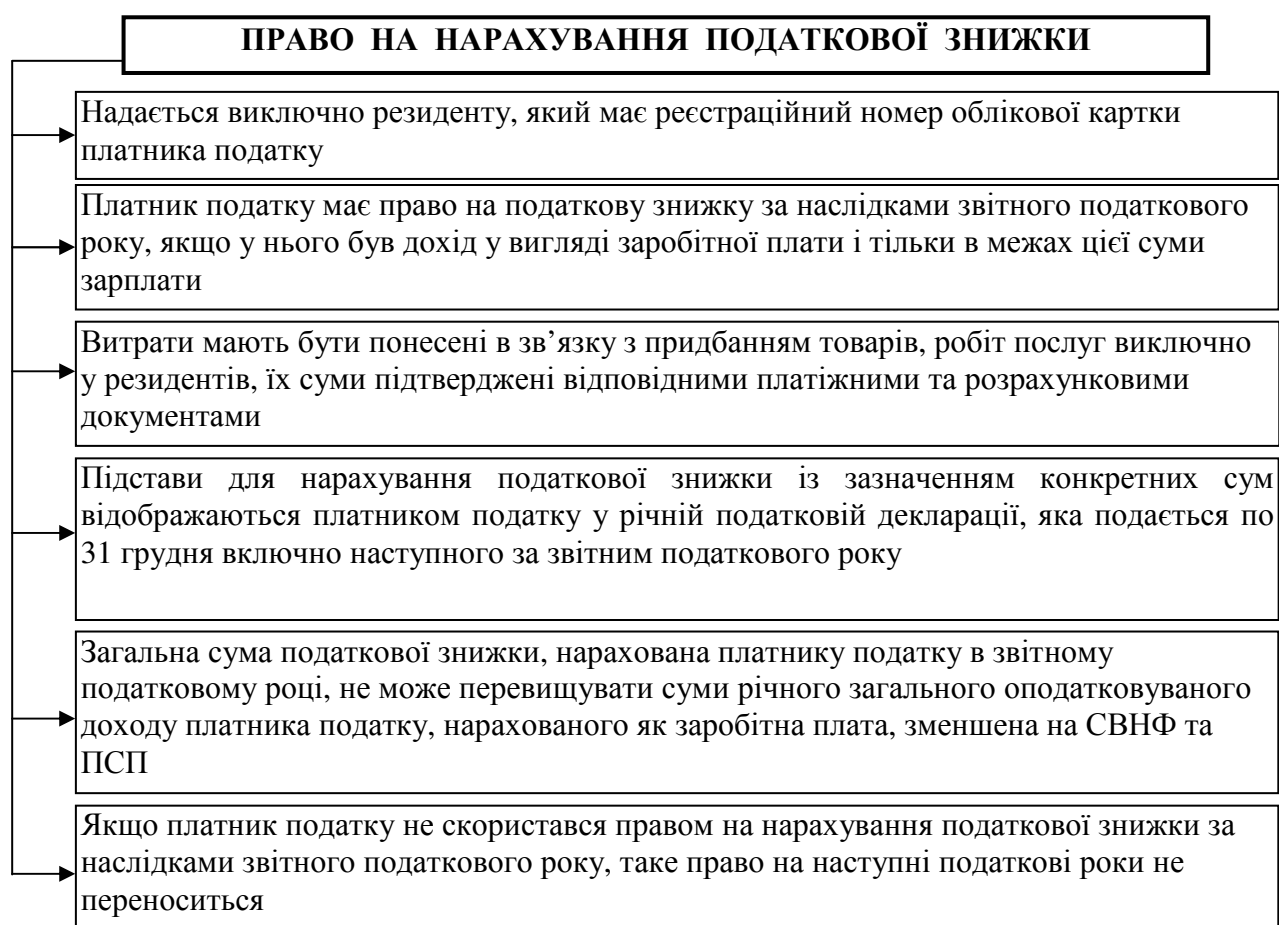 ПРАВО НА НАРАХУВАННЯ ПОДАТКОВОЇ ЗНИЖКИ
Надається виключно резиденту, який має реєстраційний номер облікової картки
платника податку
Платник податку має право на податкову знижку за наслідками звітного податкового
року, якщо у нього був дохід у вигляді заробітної плати і тільки в межах цієї суми
зарплати
Витрати мають бути понесені в зв’язку з придбанням товарів, робіт послуг виключно
у резидентів, їх суми підтверджені відповідними платіжними та розрахунковими
документами
Підстави для нарахування податкової знижки із зазначенням конкретних сум
відображаються платником податку у річній податковій декларації, яка подається по
31 грудня включно наступного за звітним податкового року
Загальна сума податкової знижки, нарахована платнику податку в звітному
податковому році, не може перевищувати суми річного загального оподатковуваного
доходу платника податку, нарахованого як заробітна плата, зменшена на СВНФ та
ПСП
Якщо платник податку не скористався правом на нарахування податкової знижки за
наслідками звітного податкового року, таке право на наступні податкові роки не
переноситься